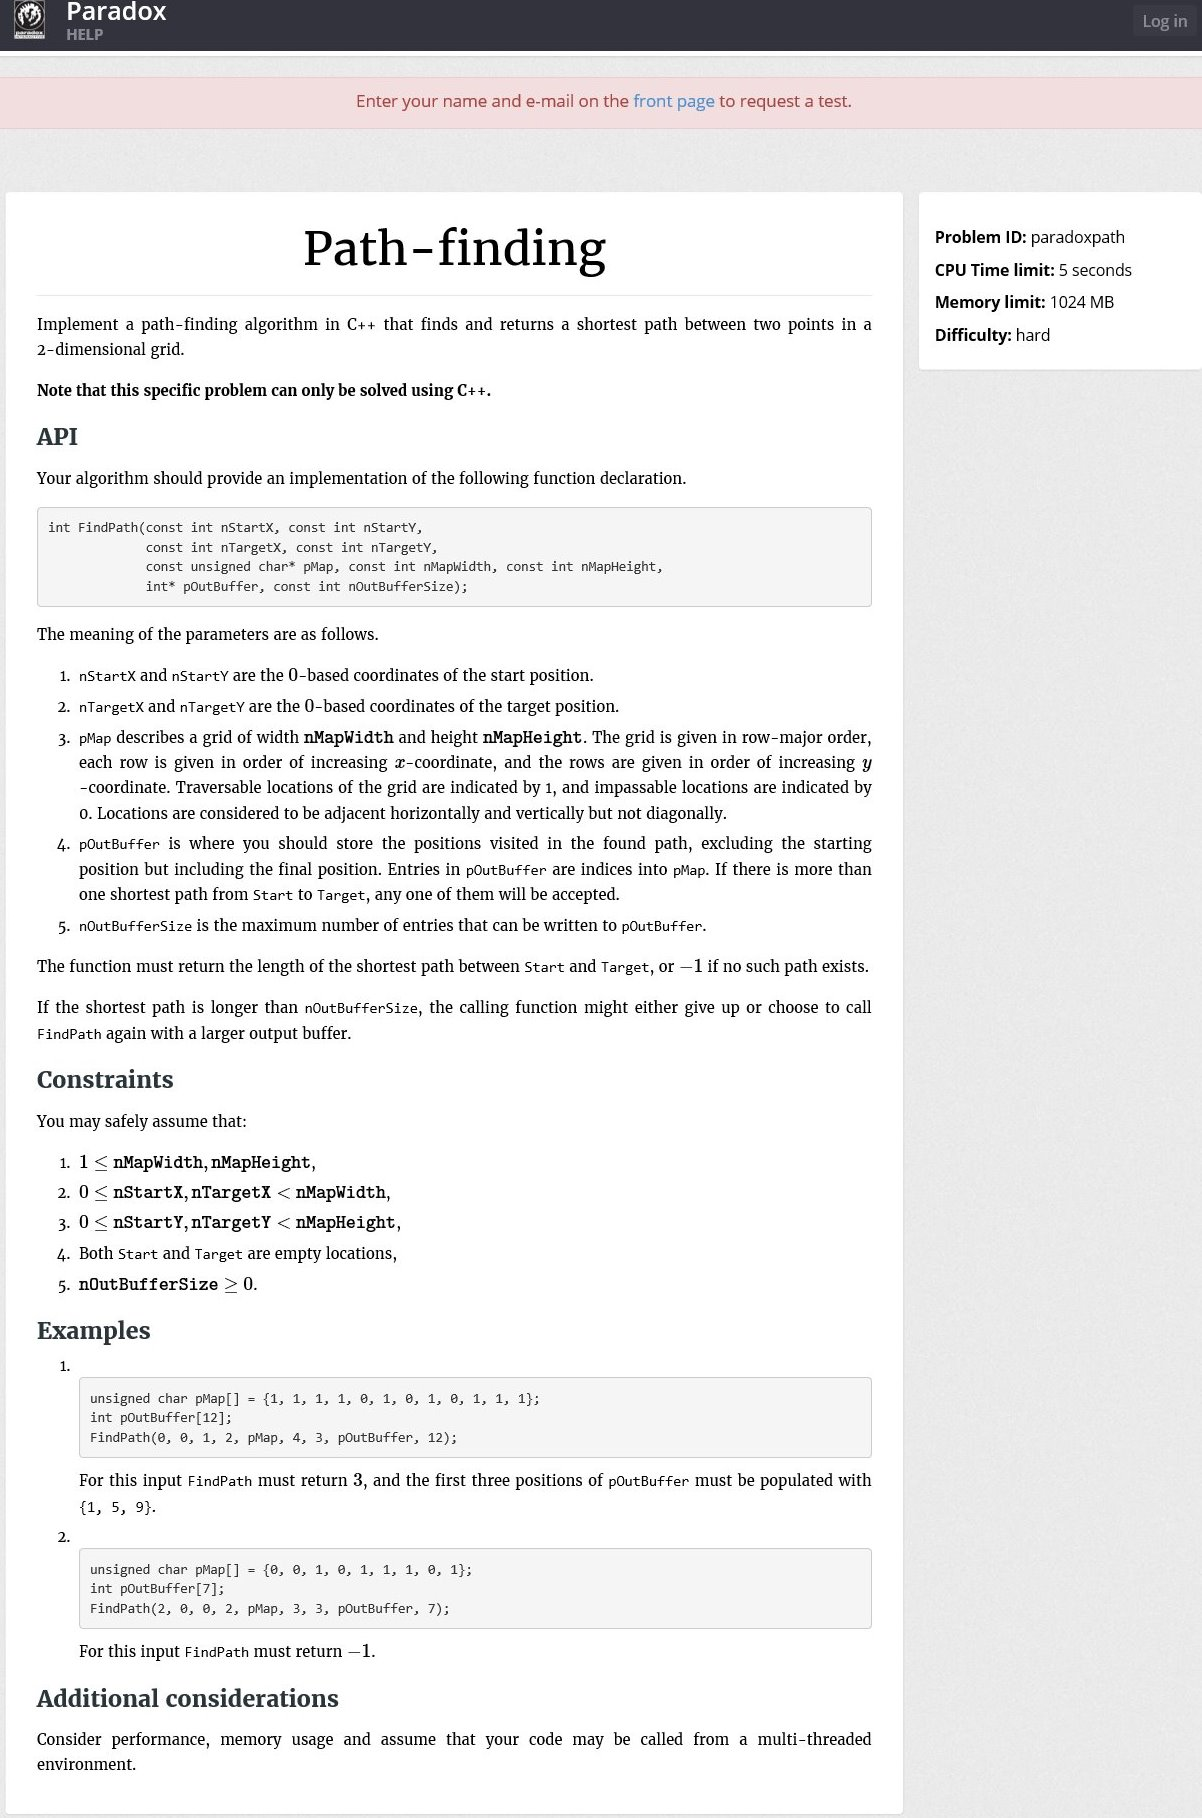 Paradox
HELP
Log in
Enter your name and e-mail on the front page to request a test.
Path-finding
Implement a path-finding algorithm in C++ that finds and returns a shortest path between two points in a
2-dimensional grid.
Note that this specific problem can only be solved using C++.
API
Your algorithm should provide an implementation of the following function declaration.
int FindPath(const int nStartX, const int nStartY,
const int nTargetX, const int nTargetY,
const unsigned char* pMap, const int nMapWidth, const int nMapHeight,
int* pOutBuffer, const int nOutBufferSize);
The meaning of the parameters are as follows.
1. nStartX and nStartY are the 0-based coordinates of the start position.
2. nTargetX and nTargetY are the 0-based coordinates of the target position.
3. pMap describes a grid of width nMapWidth and height nMapHeight. The grid is given in row-major order,
each row is given in order of increasing x-coordinate, and the rows are given in order of increasing y
-coordinate. Traversable locations of the grid are indicated by 1, and impassable locations are indicated by
0. Locations are considered to be adjacent horizontally and vertically but not diagonally.
4. pOutBuffer is where you should store the positions visited in the found path, excluding the starting
position but including the final position. Entries in pOutBuffer are indices into pMap. If there is more than
one shortest path from Start to Target, any one of them will be accepted.
5. nOutBufferSize is the maximum number of entries that can be written to pOutBuffer.
The function must return the length of the shortest path between Start and Target, or −1 if no such path exists.
If the shortest path is longer than nOutBufferSize, the calling function might either give up or choose to call
FindPath again with a larger output buffer.
Constraints
You may safely assume that:
1. 1 ≤ nMapWidth, nMapHeight,
2. 0 ≤ nStartX, nTargetX < nMapWidth,
3. 0 ≤ nStartY, nTargetY < nMapHeight,
4. Both Start and Target are empty locations,
5. nOutBufferSize ≥ 0.
Examples
1.
unsigned char pMap[] = {1, 1, 1, 1, 0, 1, 0, 1, 0, 1, 1, 1};
int pOutBuffer[12];
FindPath(0, 0, 1, 2, pMap, 4, 3, pOutBuffer, 12);
For this input FindPath must return 3, and the first three positions of pOutBuffer must be populated with
{1, 5, 9}.
2.
unsigned char pMap[] = {0, 0, 1, 0, 1, 1, 1, 0, 1};
int pOutBuffer[7];
FindPath(2, 0, 0, 2, pMap, 3, 3, pOutBuffer, 7);
For this input FindPath must return −1.
Additional considerations
Consider performance, memory usage and assume that your code may be called from a multi-threaded
environment.
Problem ID: paradoxpath
CPU Time limit: 5 seconds
Memory limit: 1024 MB
Difficulty: hard